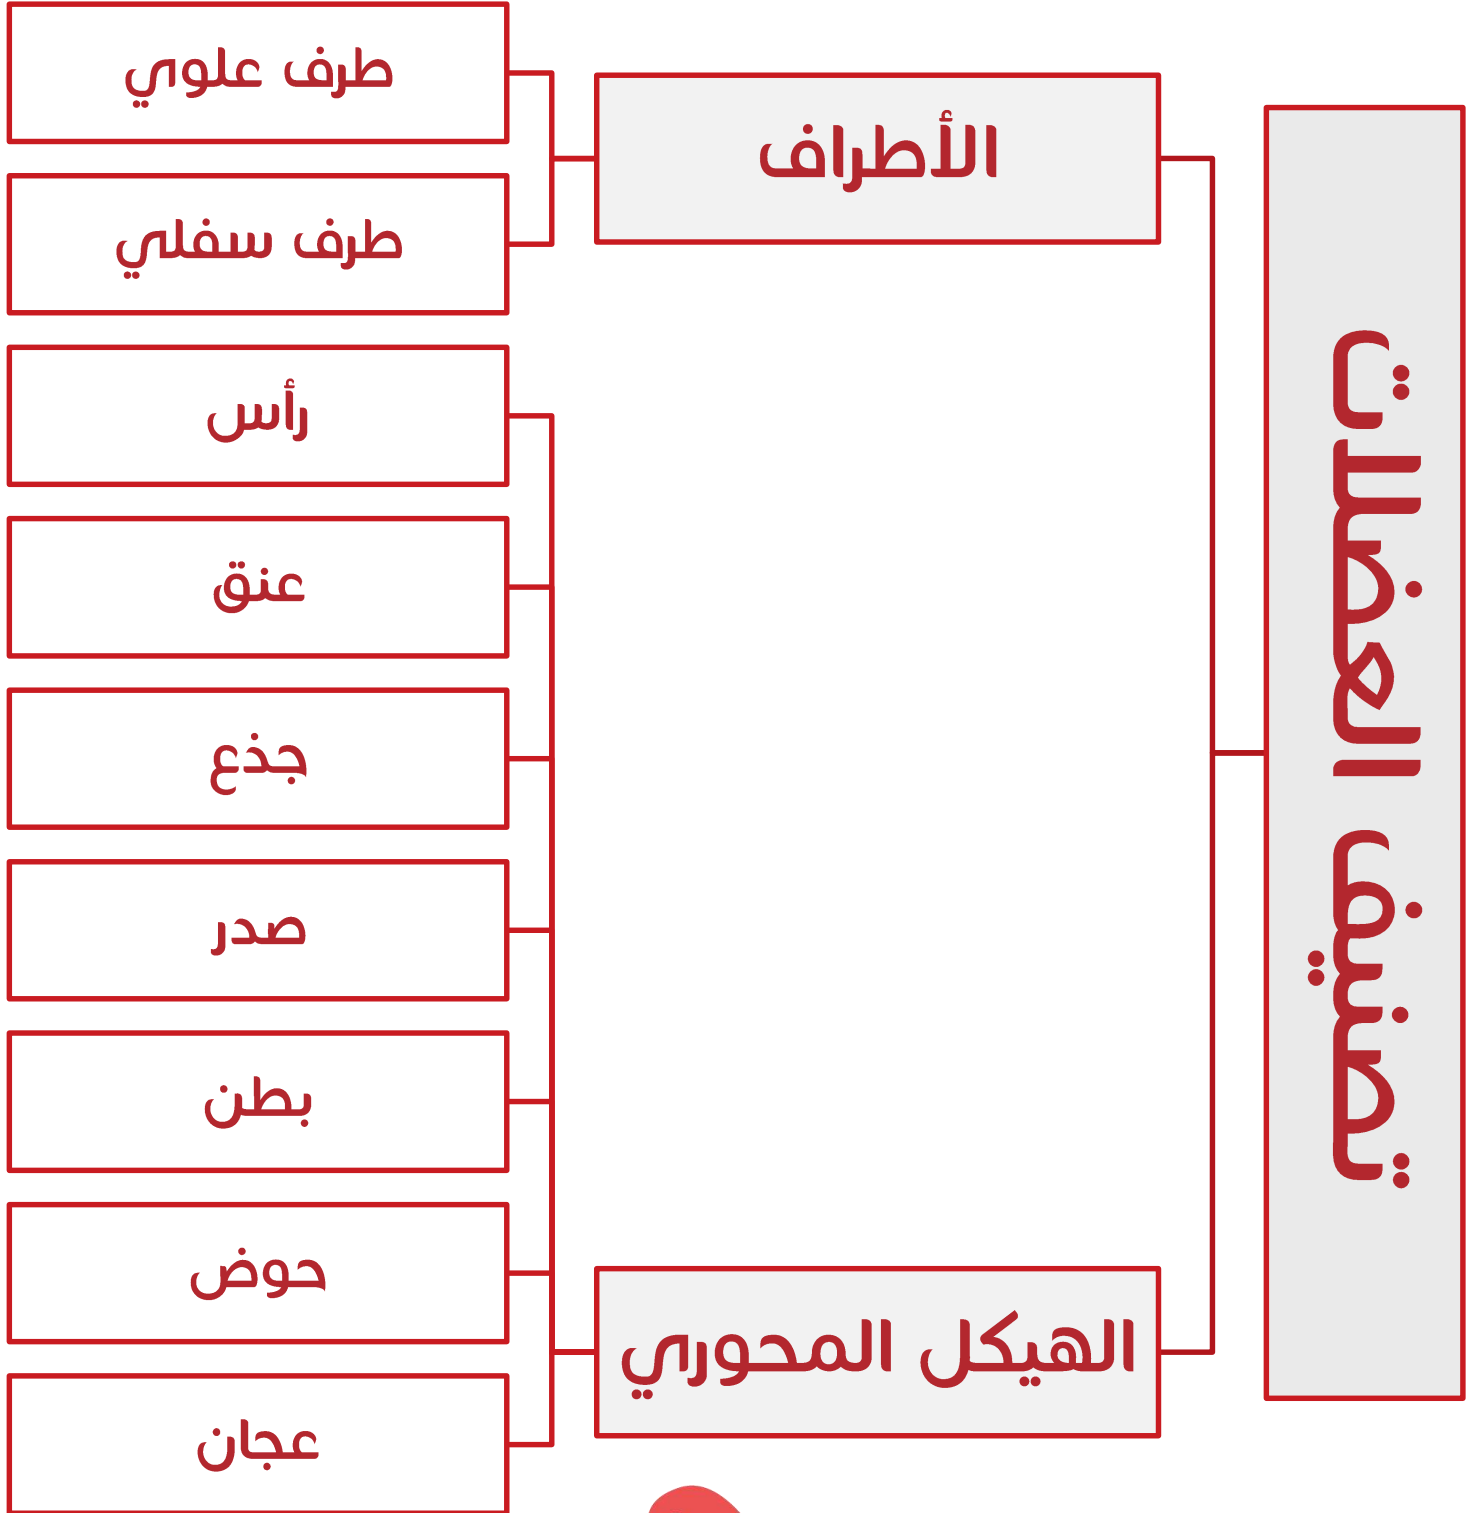 تصنيف العضلات
الأطراف
طرف علوي
طرف سفلي
الهيكل المحوري
رأس
عنق
جذع
صدر
بطن
حوض
عجان